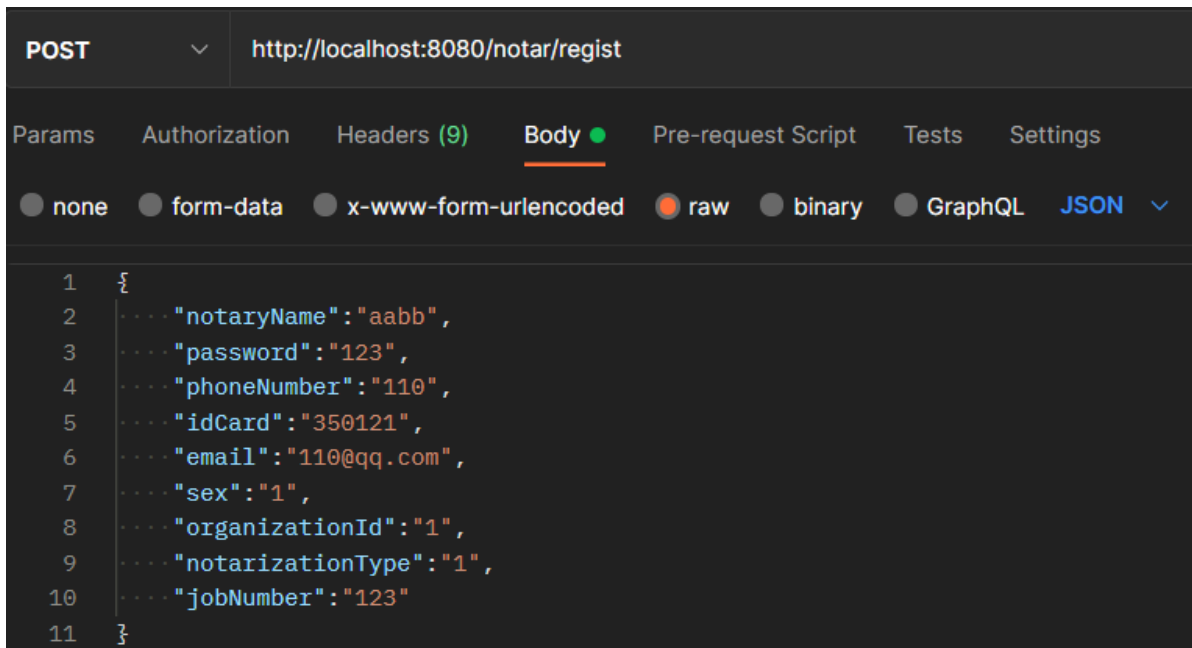 POST http://localhost:8080/notar/regist
Params Authorization Headers (9) Body Pre-request Script Tests Settings
none form-data x-www-form-urlencoded raw binary GraphQL JSON
1 {
2 "notaryName":"aabb",
3 "password":"123",
4 "phoneNumber":"110",
5 "idCard":"350121",
6 "email":"110@qq.com",
7 "sex":"1",
8 "organizationId":"1",
9 "notarizationType":"1",
10 "jobNumber":"123"
11 }